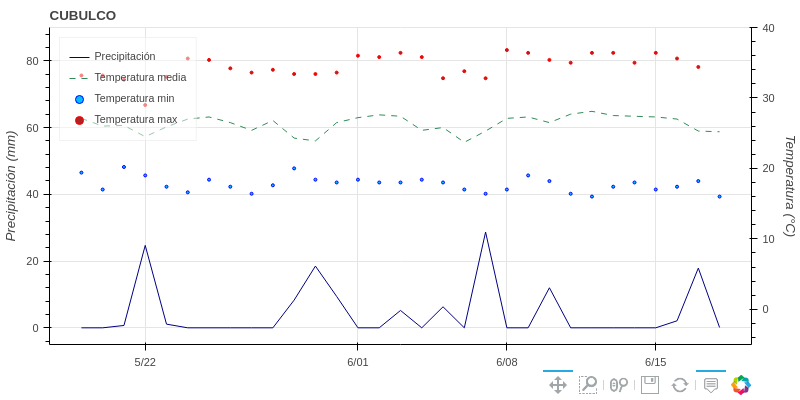 CUBULCO
Precipitación
Temperatura media
Temperatura min
Temperatura max
80
60
40
20
0
Precipitación (mm)
40
30
20
10
0
Temperatura (°C)
5/22
6/01
6/08
6/15